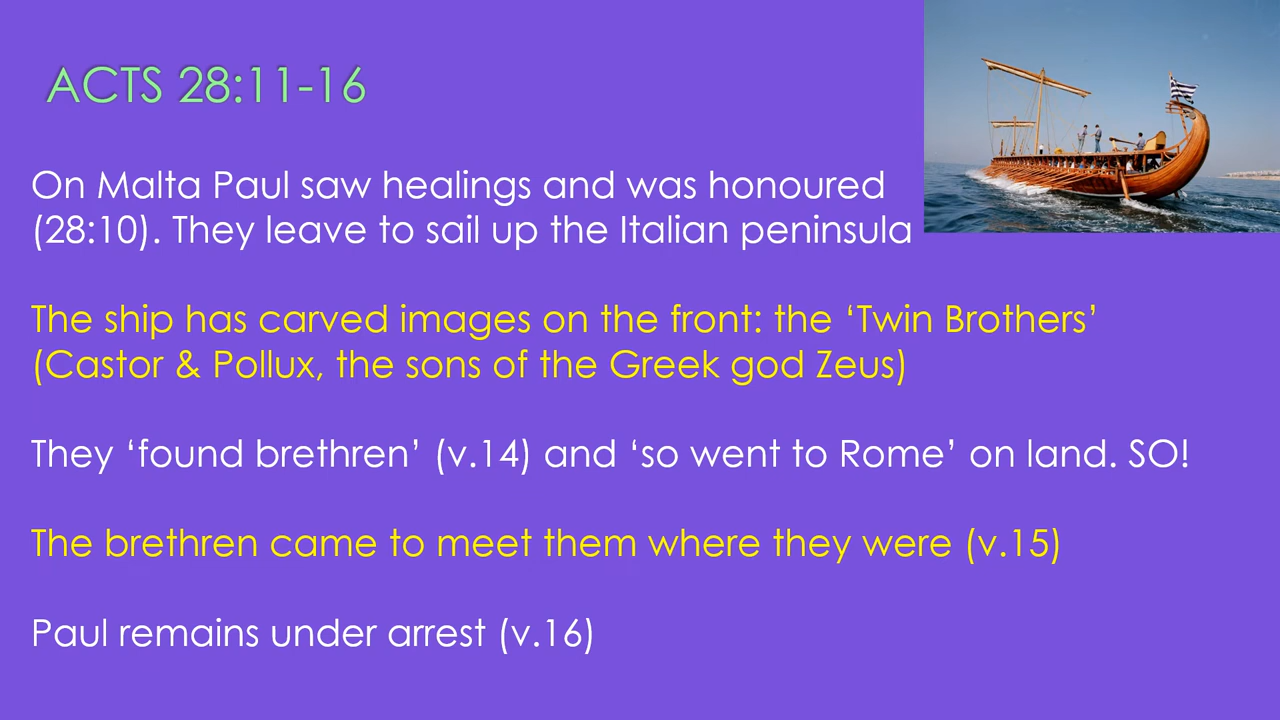 ACTS 28:11-16
On Malta Paul saw healings and was honoured
(28:10). They leave to sail up the Italian peninsula
The ship has carved images on the front: the ‘Twin Brothers’
(Castor & Pollux, the sons of the Greek god Zeus)
They ‘found brethren’ (v.14) and ‘so went to Rome’ on land. SO!
The brethren came to meet them where they were (v.15)
Paul remains under arrest (v.16)